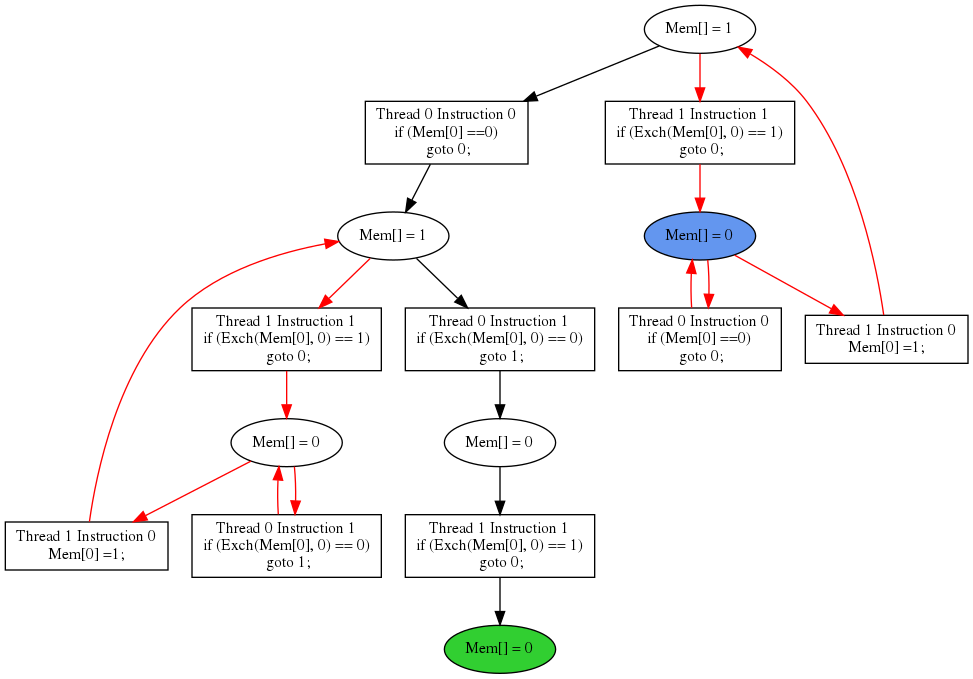 Mem[] = 1
Thread 0 Instruction 0
if (Mem[0] ==0)
goto 0;
Thread 1 Instruction 1
if (Exch(Mem[0], 0) == 1)
goto 0;
Mem[] = 1
Mem[] = 0
Thread 1 Instruction 1
if (Exch(Mem[0], 0) == 1)
goto 0;
Thread 0 Instruction 1
if (Exch(Mem[0], 0) == 0)
goto 1;
Thread 0 Instruction 0
if (Mem[0] ==0)
goto 0;
Thread 1 Instruction 0
Mem[0] =1;
Mem[] = 0
Mem[] = 0
Thread 1 Instruction 0
Mem[0] =1;
Thread 0 Instruction 1
if (Exch(Mem[0], 0) == 0)
goto 1;
Thread 1 Instruction 1
if (Exch(Mem[0], 0) == 1)
goto 0;
Mem[] = 0